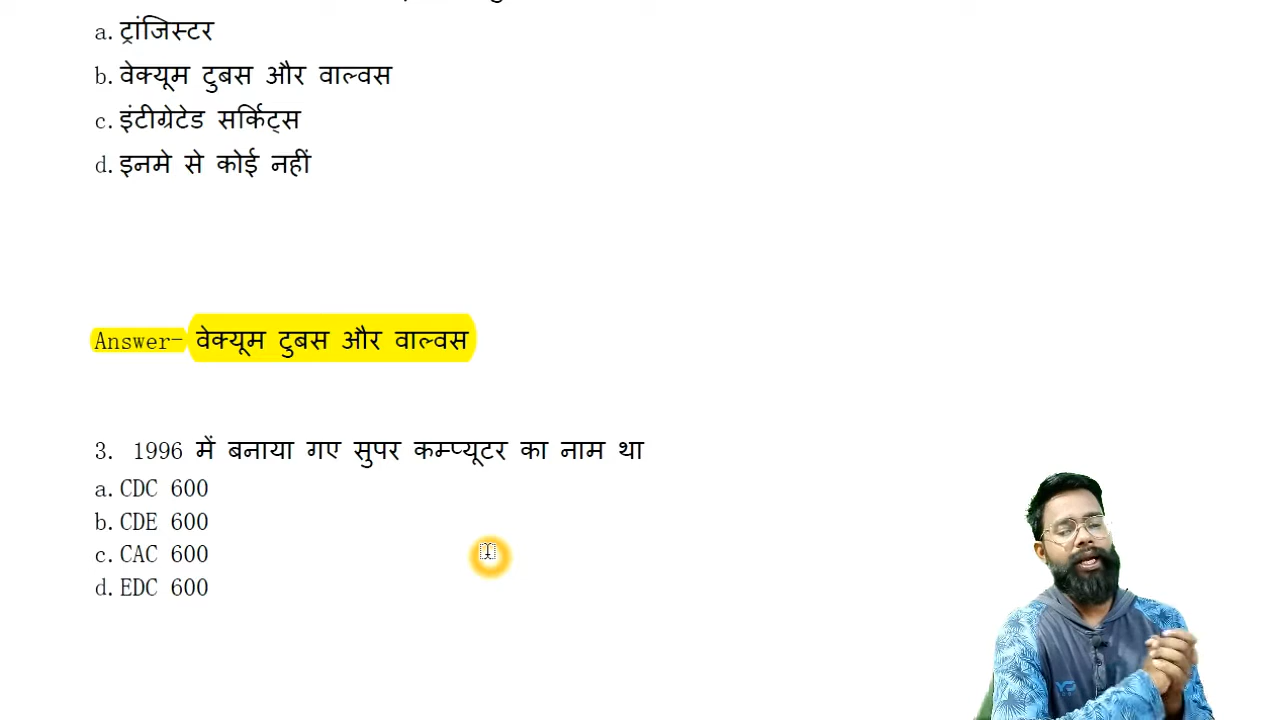 a. ट्रांजिस्टर
b. वेक्यूम टुबस और वाल्वस
c. इंटीग्रेटेड सर्किट्स
d. इनमे से कोई नहीं
Answer- वेक्यूम टुबस और वाल्वस
3. 1996 में बनाया गए सुपर कम्प्यूटर का नाम था
a. CDC 600
b. CDE 600
c. CAC 600
d. EDC 600